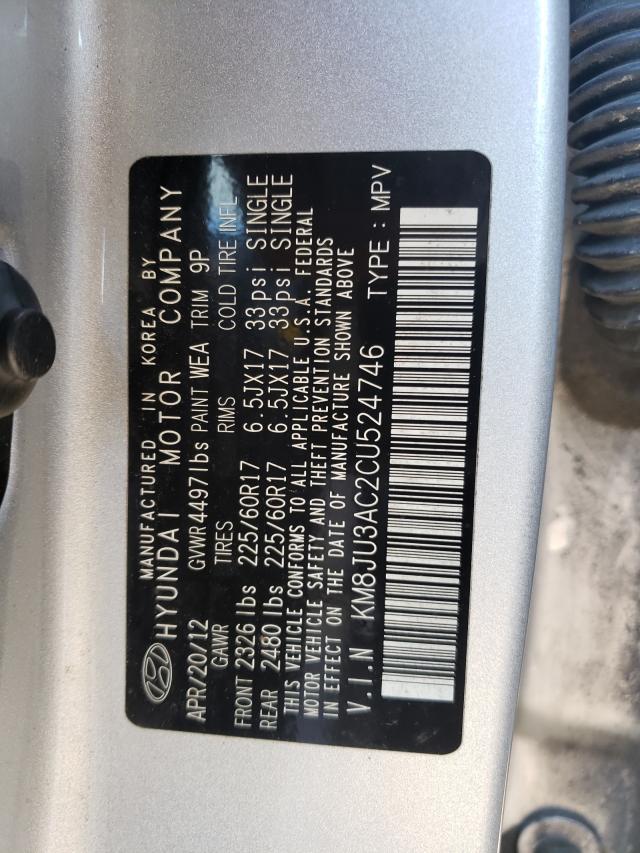 MANUFACTURED IN KOREA BY
HYUNDAI MOTOR COMPANY
APR/20/12 GVWR 4497lbs PAINT WEA TRIM 9P
GAWR TIRES RIMS COLD TIRE INFL
FRONT 2326 lbs 225/60R17 6.5JX17 33psi SINGLE
REAR 2480 lbs 225/60R17 6.5JX17 33psi SINGLE
THIS VEHICLE CONFORMS TO ALL APPLICABLE U.S.A. FEDERAL
MOTOR VEHICLE SAFETY AND THEFT PREVENTION STANDARDS
IN EFFECT ON THE DATE OF MANUFACTURE SHOWN ABOVE
V.I.N KM8JU3AC2CU524746 TYPE : MPV